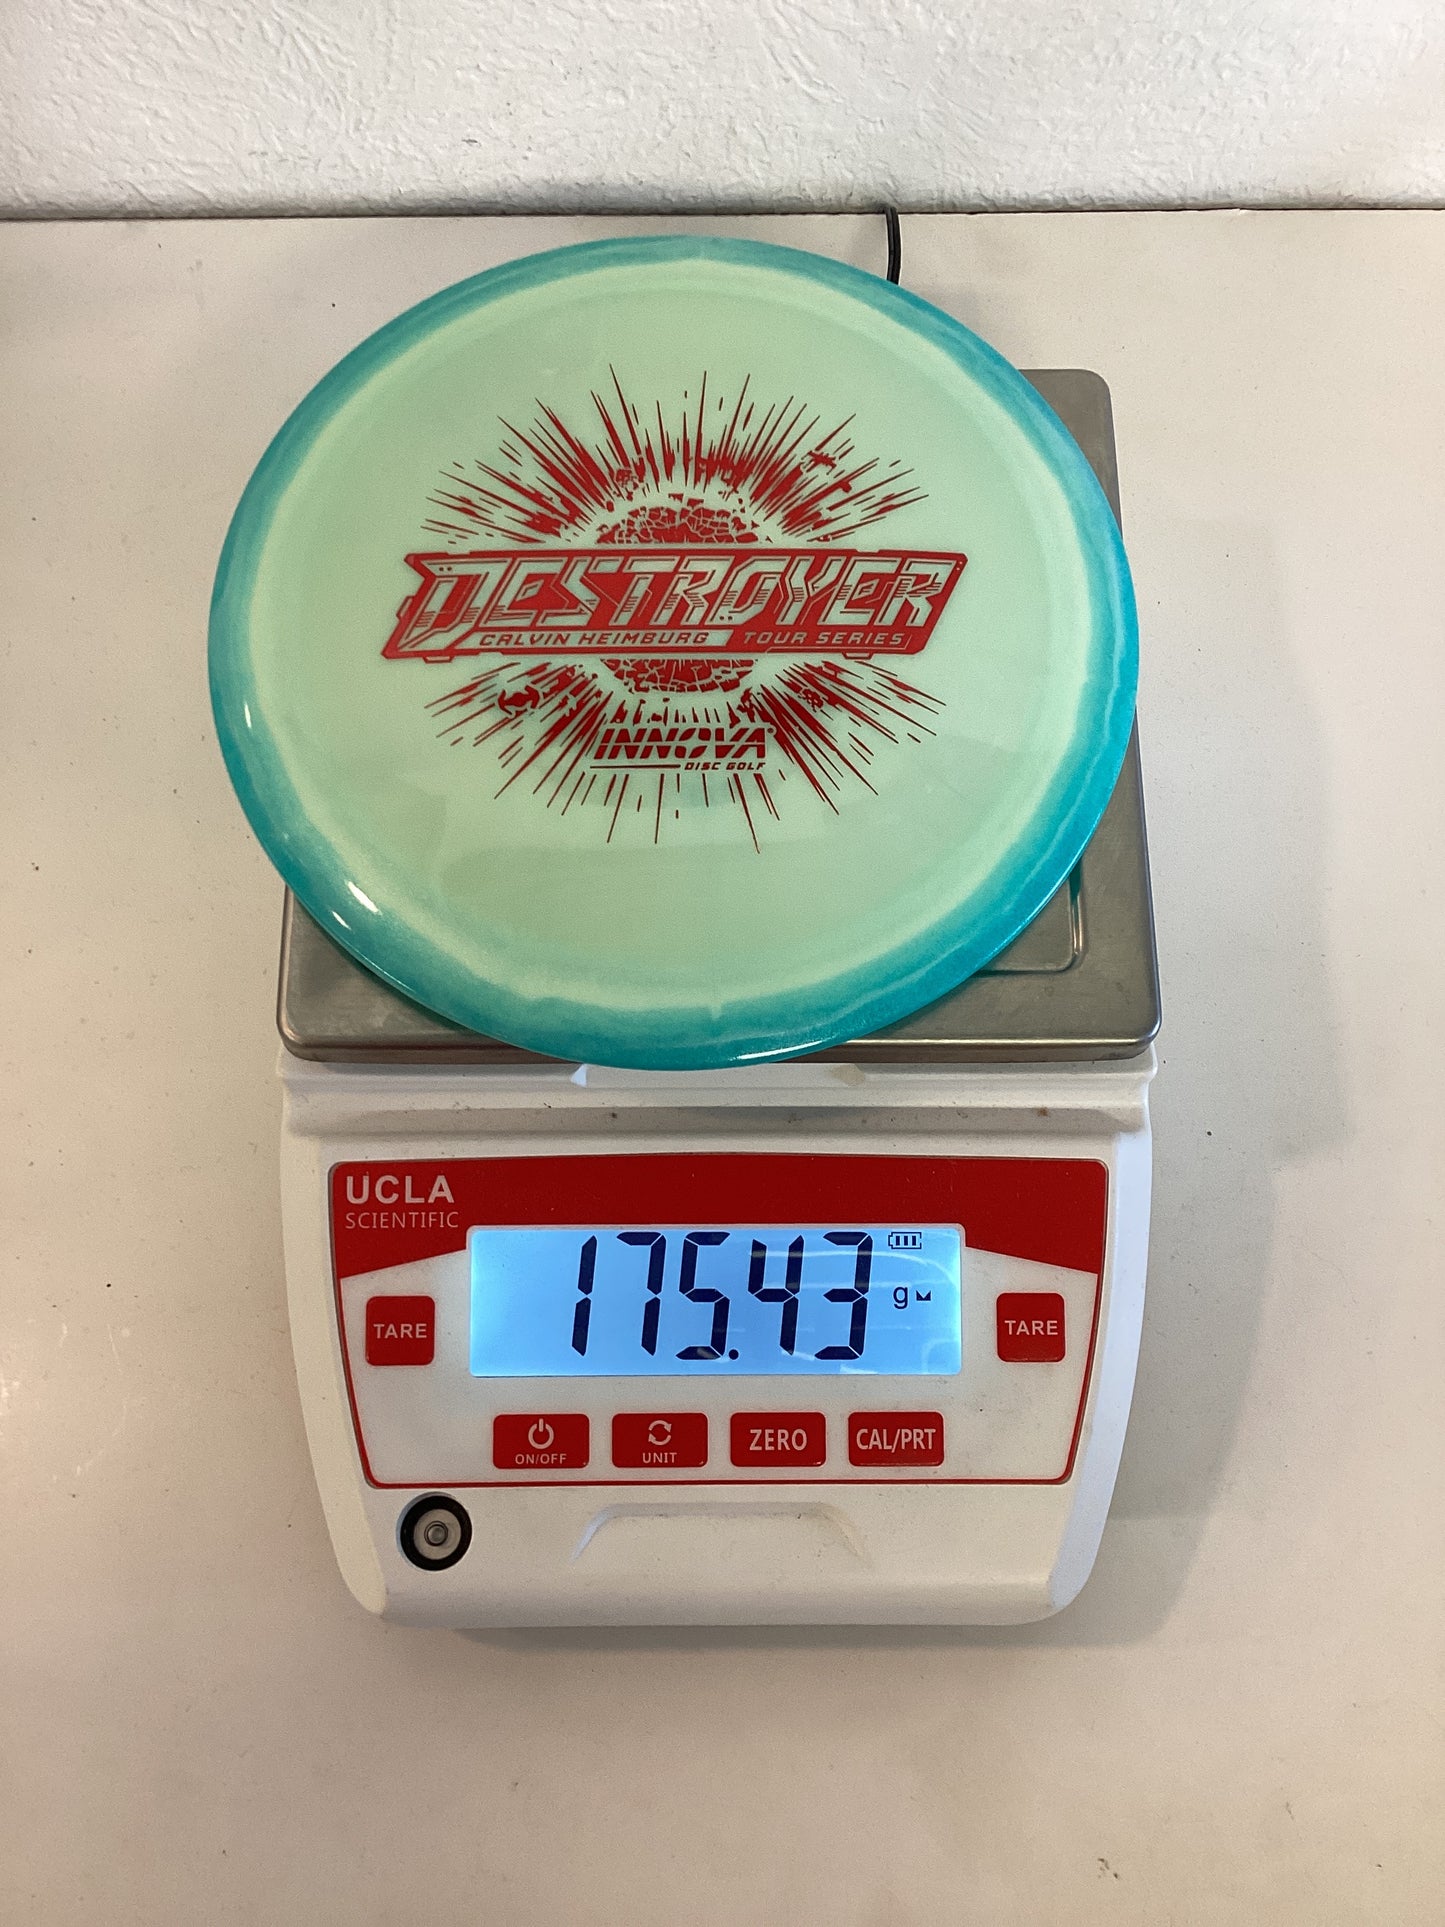 DESTROYER
CALVIN HEIMBURG TOUR SERIES
INNOVA
DISC GOLF
UCLA
SCIENTIFIC
175.43 g
TARE
TARE
ON/OFF
UNIT
ZERO
CAL/PRT